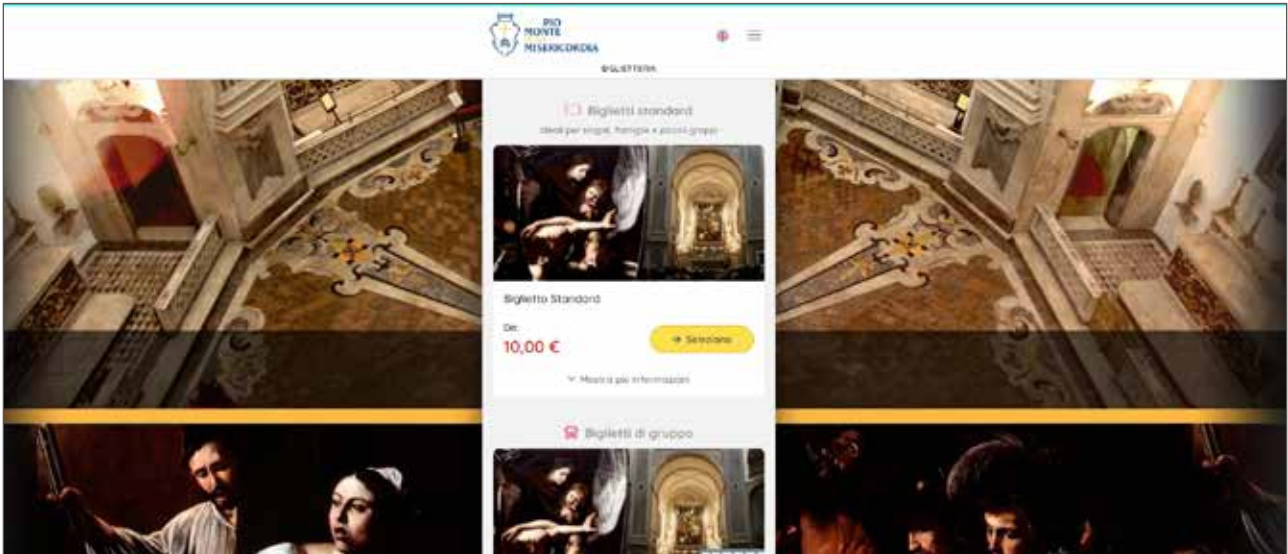 PIO
MONTE
MISERICORDIA
BIGLIETTERIA
Biglietti standard
Ideali per singoli, famiglie e piccoli gruppi
Biglietto Standard
Da:
10,00 €
→ Seleziona
Mostra più informazioni
Biglietti di gruppo